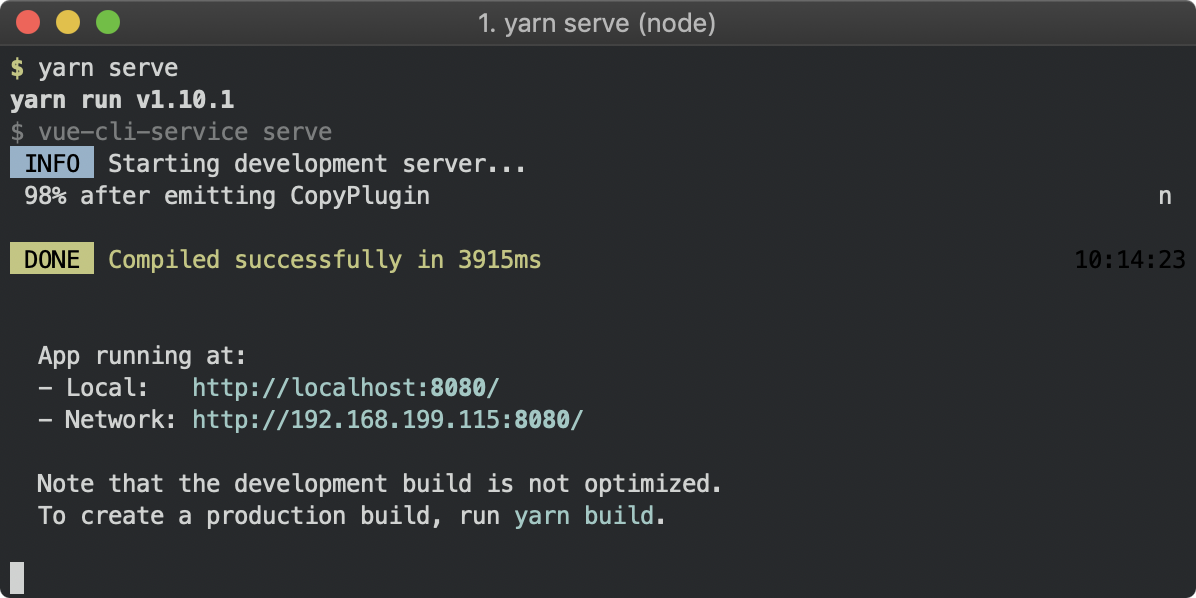 1. yarn serve (node)
$ yarn serve
yarn run v1.10.1
$ vue-cli-service serve
INFO Starting development server...
98% after emitting CopyPlugin n
DONE Compiled successfully in 3915ms 10:14:23
App running at:
- Local: http://localhost:8080/
- Network: http://192.168.199.115:8080/
Note that the development build is not optimized.
To create a production build, run yarn build.